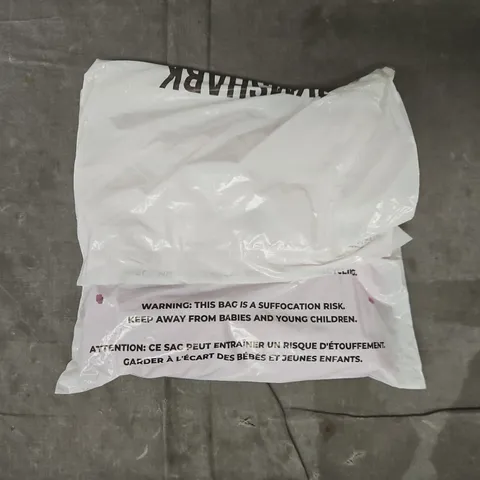 GYMSHARK
WARNING: THIS BAG IS A SUFFOCATION RISK.
KEEP AWAY FROM BABIES AND YOUNG CHILDREN.
ATTENTION: CE SAC PEUT ENTRAÎNER UN RISQUE D'ÉTOUFFEMENT.
GARDER À L'ÉCART DES BÉBÉS ET JEUNES ENFANTS.